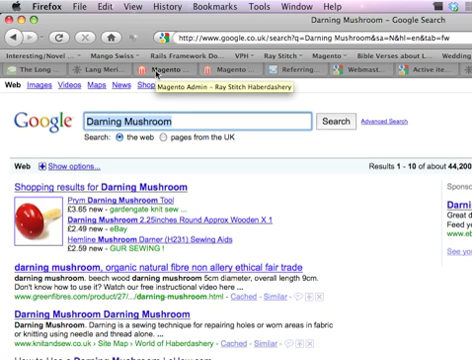 Firefox File Edit View History Bookmarks Tools Window Help
Darning Mushroom – Google Search
http://www.google.co.uk/search?q=Darning+Mushroom&sa=N&hl=en&tab=fw
Interesting/Novel ... Mango Swiss Rails Framework Do... VPH Ray Stitch Magento Bible Verses about L... Wedding
The Long ... Lang Meri... Magento ... Magento ... Referring... Webmast... Active ite...
Magento Admin – Ray Stitch Haberdashery
Web Images Videos Maps News Shop
Google Darning Mushroom Search Advanced Search
Search: the web pages from the UK
Web Show options... Results 1 - 10 of about 44,200
Shopping results for Darning Mushroom
Prym Darning Mushroom Tool
£3.65 new - gardengate knit sew ...
Darning Mushroom 2.25inches Round Approx Wooden X 1
£2.49 new - eBay
Hemline Mushroom Darner (H231) Sewing Aids
£2.59 new - GUR SEWING !
Sponso
Darni
Great d
Feed yo
www.eb
See you
darning mushroom, organic natural fibre non allery ethical fair trade
darning mushroom, beech wood darning mushroom 5cm diameter, overall length 9cm.
Don't know how to use it? Watch our free instructional video here ...
www.greenfibres.com/product/27/.../darning-mushroom.html - Cached - Similar -
Darning Mushroom Darning Mushroom
Darning Mushroom. Darning is a sewing technique for repairing holes or worn areas in fabric
or knitting using needle and thread alone. ...
www.knitandsew.co.uk › Site Map › World of Haberdashery - Cached - Similar -